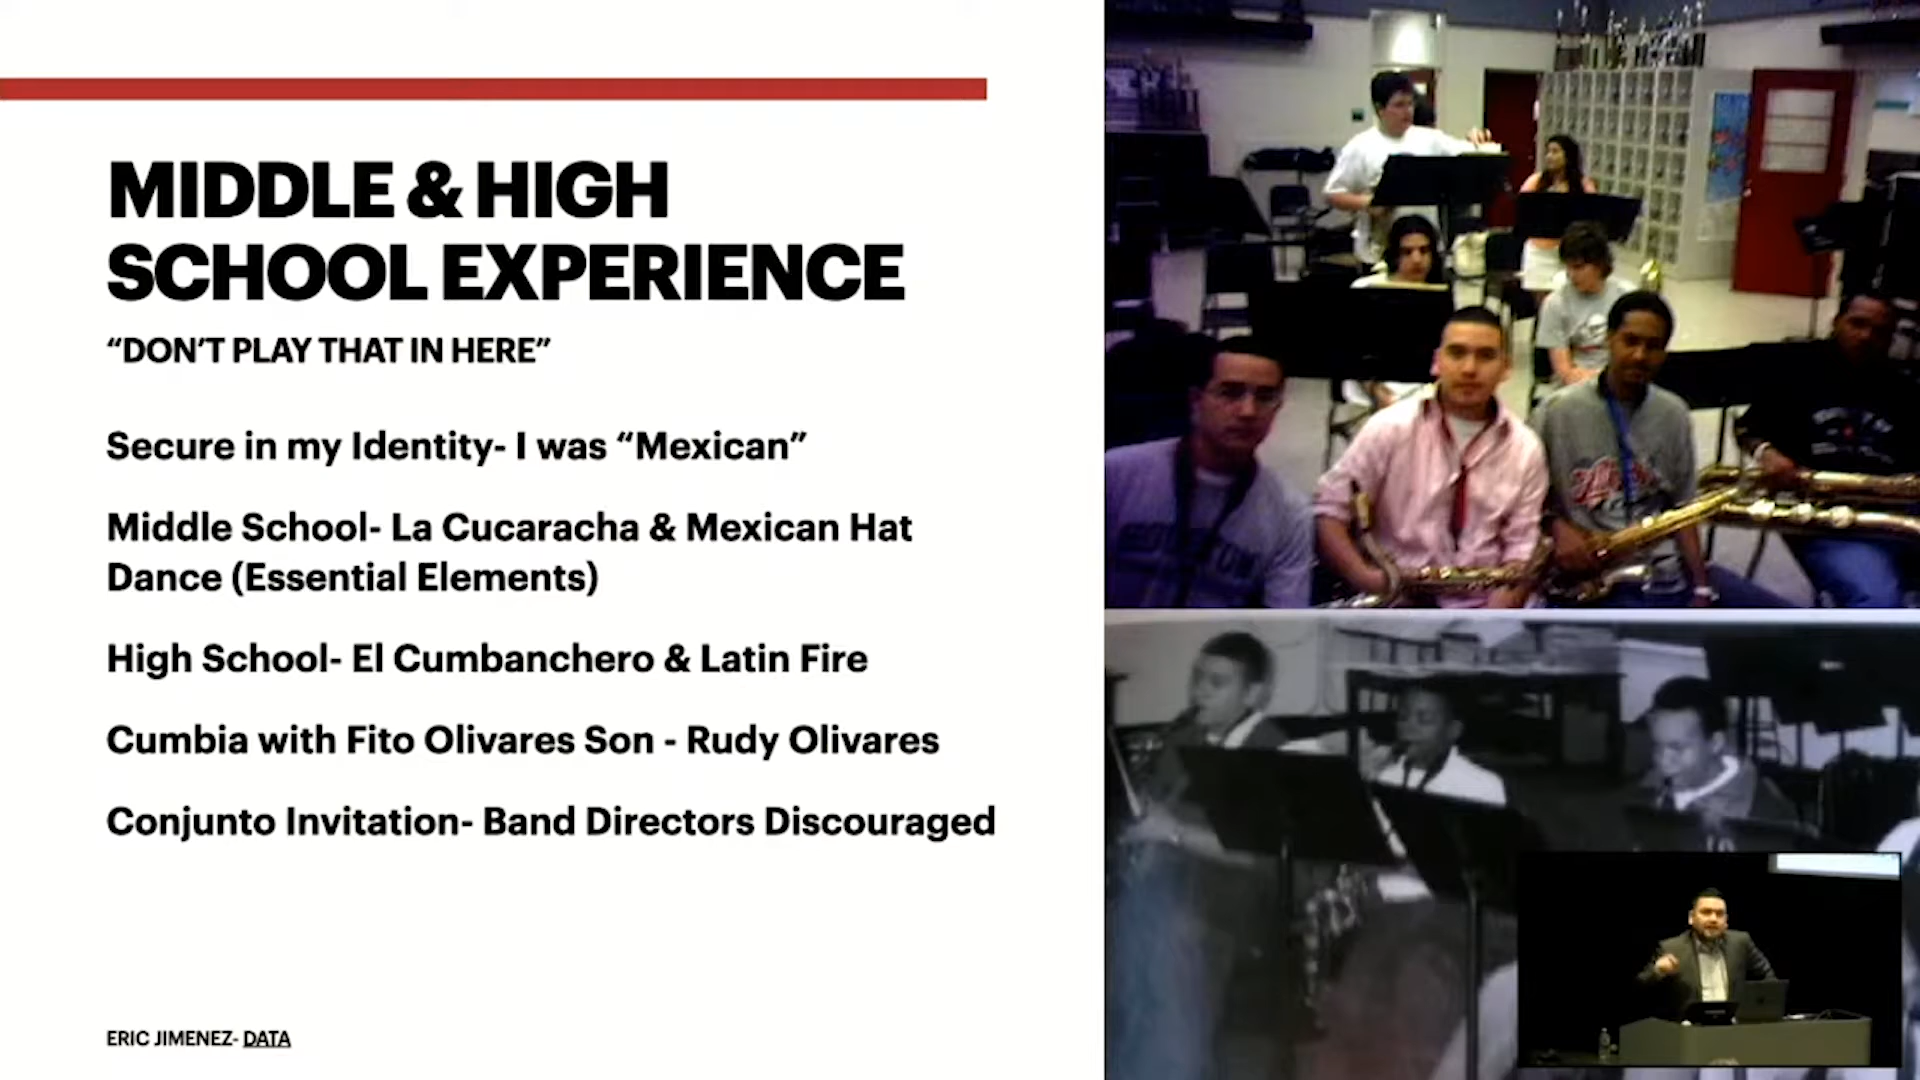 MIDDLE & HIGH
SCHOOL EXPERIENCE
“DON’T PLAY THAT IN HERE”
Secure in my Identity- I was “Mexican”
Middle School- La Cucaracha & Mexican Hat
Dance (Essential Elements)
High School- El Cumbanchero & Latin Fire
Cumbia with Fito Olivares Son - Rudy Olivares
Conjunto Invitation- Band Directors Discouraged
ERIC JIMENEZ- DATA